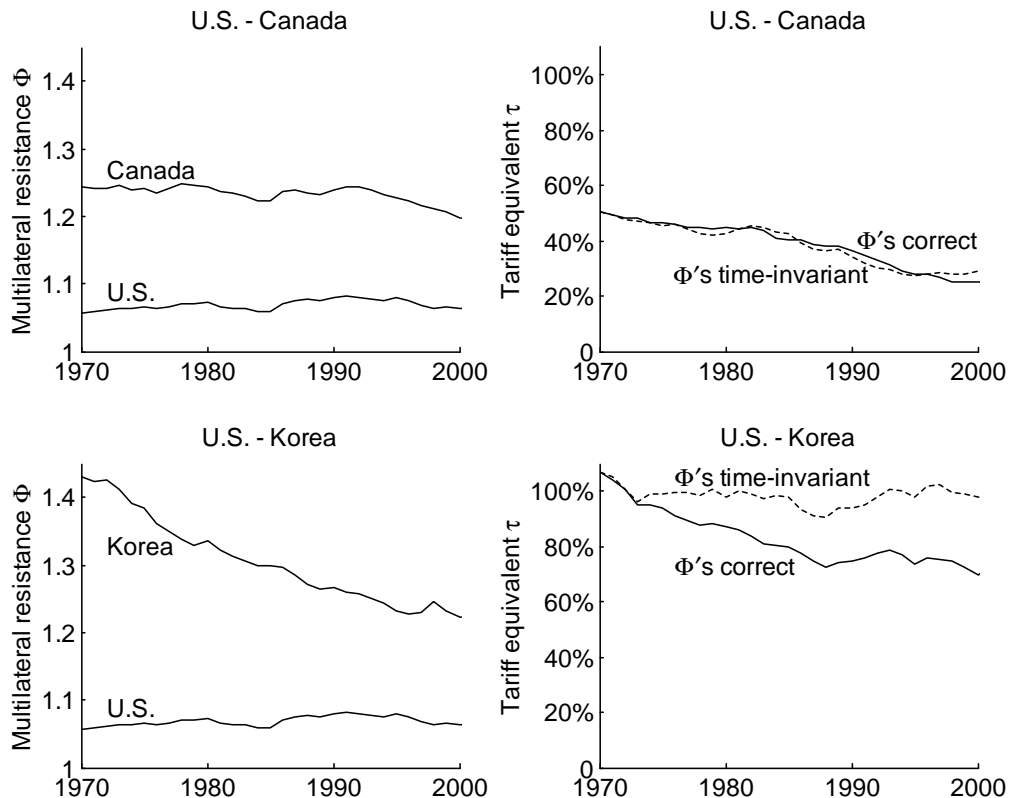 U.S. - Canada
Multilateral resistance Φ
1.4
1.3
1.2
1.1
1
Canada
U.S.
1970
1980
1990
2000
U.S. - Canada
Tariff equivalent τ
100%
80%
60%
40%
20%
0
Φ's correct
Φ's time-invariant
1970
1980
1990
2000
U.S. - Korea
Multilateral resistance Φ
1.4
1.3
1.2
1.1
1
Korea
U.S.
1970
1980
1990
2000
U.S. - Korea
Tariff equivalent τ
100%
80%
60%
40%
20%
0
Φ's time-invariant
Φ's correct
1970
1980
1990
2000